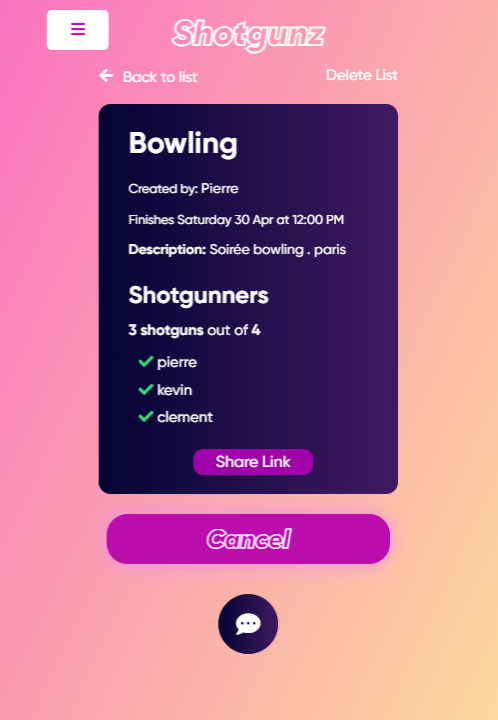 Shotgunz
Back to list
Delete List
Bowling
Created by: Pierre
Finishes Saturday 30 Apr at 12:00 PM
Description: Soirée bowling . paris
Shotgunners
3 shotguns out of 4
pierre
kevin
clement
Share Link
Cancel